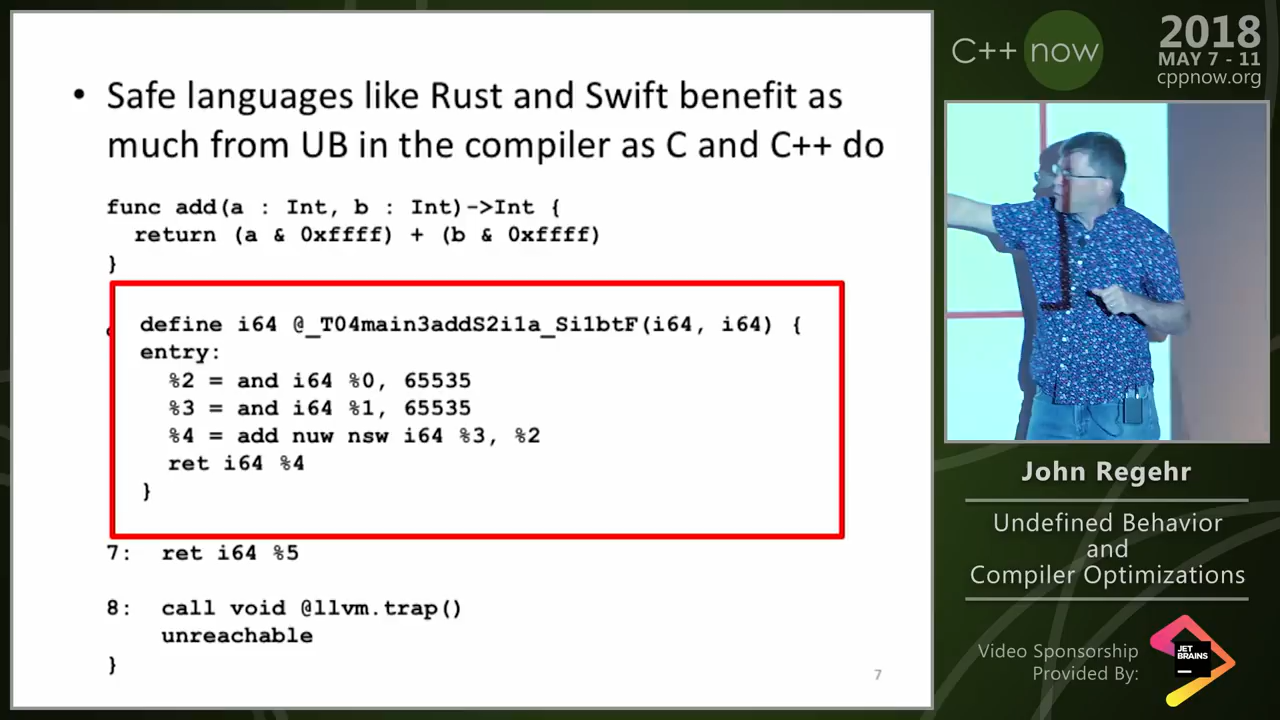 • Safe languages like Rust and Swift benefit as
much from UB in the compiler as C and C++ do
func add(a : Int, b : Int)->Int {
return (a & 0xffff) + (b & 0xffff)
}
define i64 @_T04main3addS2i1a_Si1btF(i64, i64) {
entry:
%2 = and i64 %0, 65535
%3 = and i64 %1, 65535
%4 = add nuw nsw i64 %3, %2
ret i64 %4
}
7: ret i64 %5
8: call void @llvm.trap()
unreachable
}
7
C++ now
2018
MAY 7 - 11
cppnow.org
John Regehr
Undefined Behavior
and
Compiler Optimizations
Video Sponsorship
Provided By:
JET
BRAINS